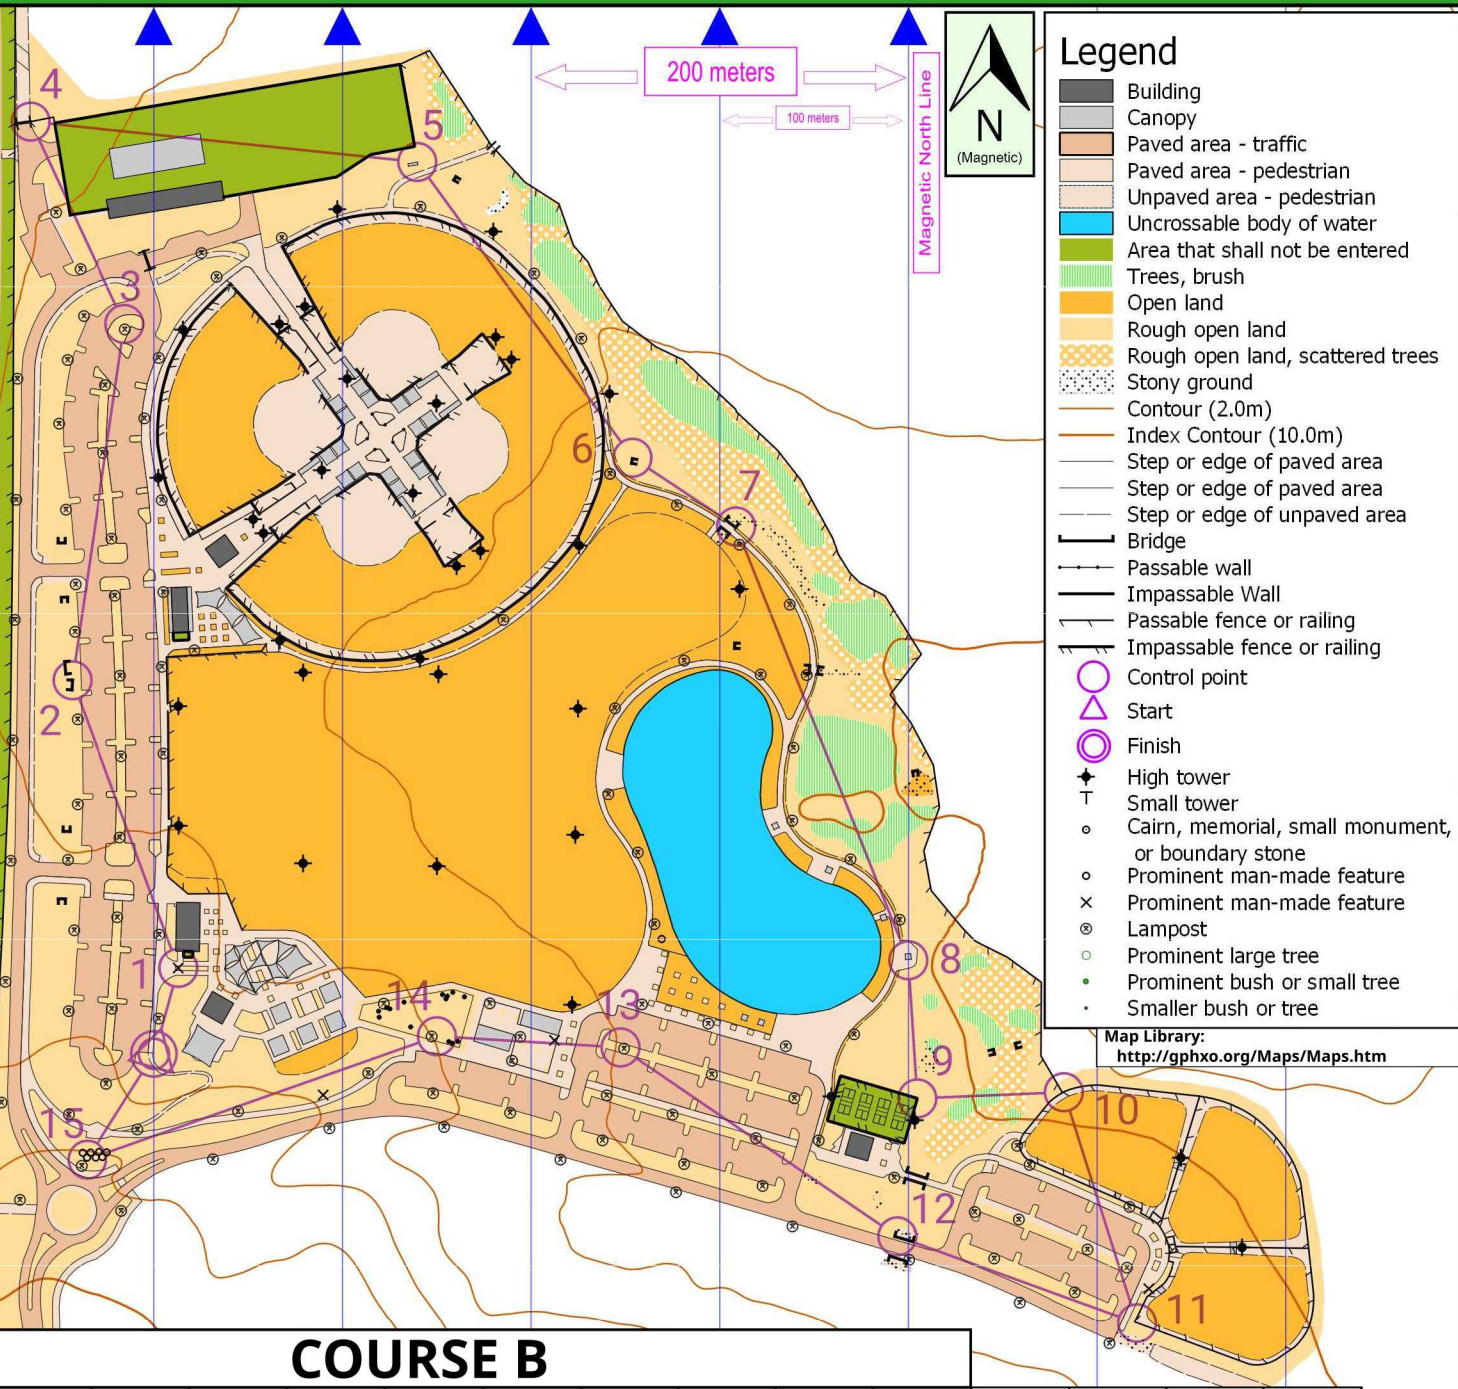 4
5
200 meters
100 meters
Magnetic North Line
N
(Magnetic)
3
6
7
2
1
8
14
13
9
10
15
12
11
Legend
Building
Canopy
Paved area - traffic
Paved area - pedestrian
Unpaved area - pedestrian
Uncrossable body of water
Area that shall not be entered
Trees, brush
Open land
Rough open land
Rough open land, scattered trees
Stony ground
Contour (2.0m)
Index Contour (10.0m)
Step or edge of paved area
Step or edge of paved area
Step or edge of unpaved area
Bridge
Passable wall
Impassable Wall
Passable fence or railing
Impassable fence or railing
Control point
Start
Finish
High tower
Small tower
Cairn, memorial, small monument,
or boundary stone
Prominent man-made feature
Prominent man-made feature
Lampost
Prominent large tree
Prominent bush or small tree
Smaller bush or tree
Map Library:
http://gphxo.org/Maps/Maps.htm
COURSE B